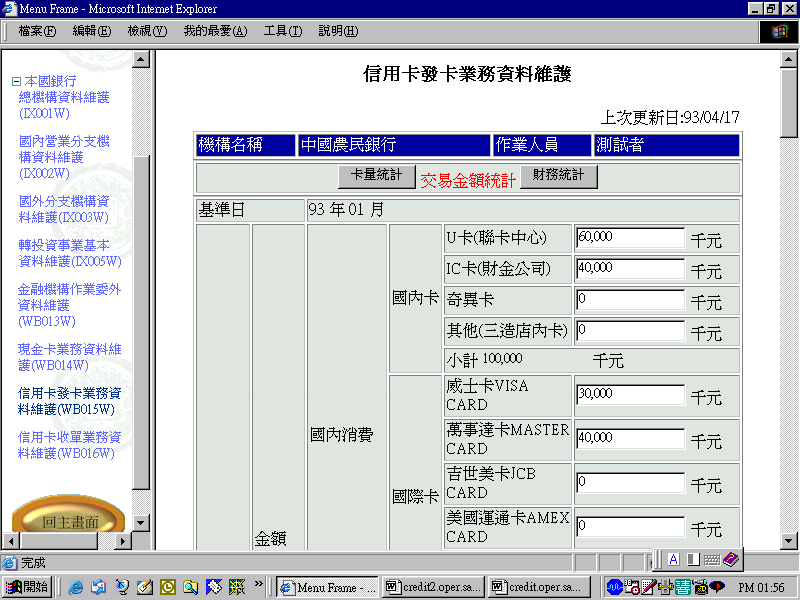 Menu Frame - Microsoft Internet Explorer
檔案(F) 編輯(E) 檢視(V) 我的最愛(A) 工具(T) 說明(H)
本國銀行
總機構資料維護
(IX001W)
國內營業分支機
構資料維護
(IX002W)
國外分支機構資
料維護(IX003W)
轉投資事業基本
資料維護(IX005W)
金融機構作業委外
資料維護
(WB013W)
現金卡業務資料維
護(WB014W)
信用卡發卡業務資
料維護(WB015W)
信用卡收單業務資
料維護(WB016W)
回主畫面
信用卡發卡業務資料維護
上次更新日:93/04/17
機構名稱 中國農民銀行 作業人員 測試者
卡量統計 交易金額統計 財務統計
基準日 93 年 01 月
金額
國內消費
國內卡
U卡(聯卡中心) 60,000 千元
IC卡(財金公司) 40,000 千元
奇異卡 0 千元
其他(三造店內卡) 0 千元
小計 100,000 千元
國際卡
威士卡VISA
CARD 30,000 千元
萬事達卡MASTER
CARD 40,000 千元
吉世美卡JCB
CARD 0 千元
美國運通卡AMEX
CARD 0 千元
完成
A
開始 Menu Frame - ... credit2.oper.sa... credit.oper.sa... PM 01:56